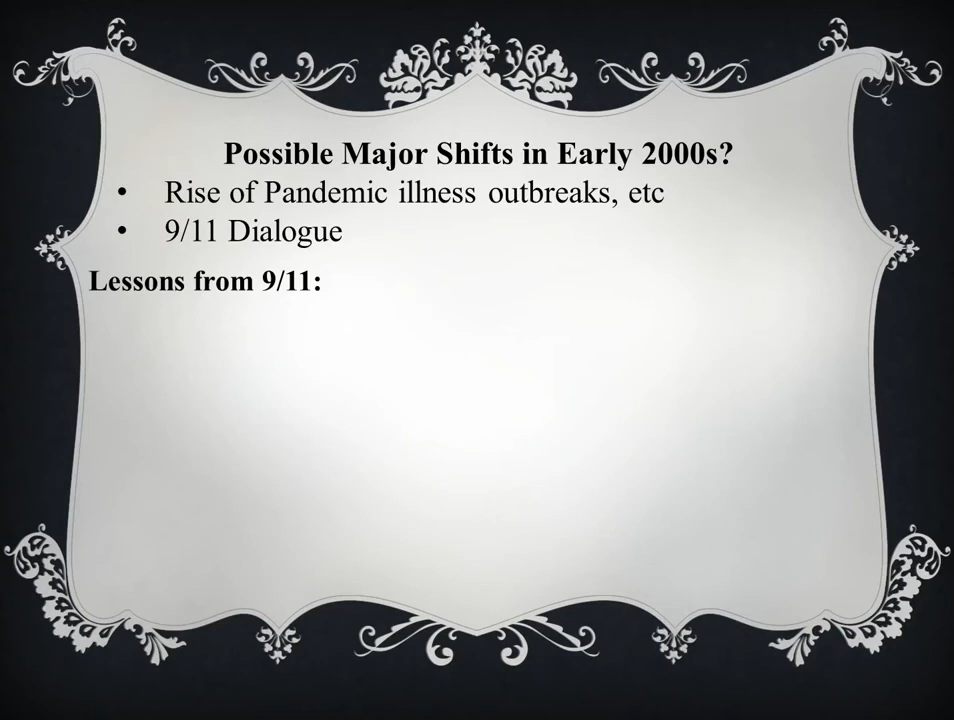 Possible Major Shifts in Early 2000s?
• Rise of Pandemic illness outbreaks, etc
• 9/11 Dialogue
Lessons from 9/11: